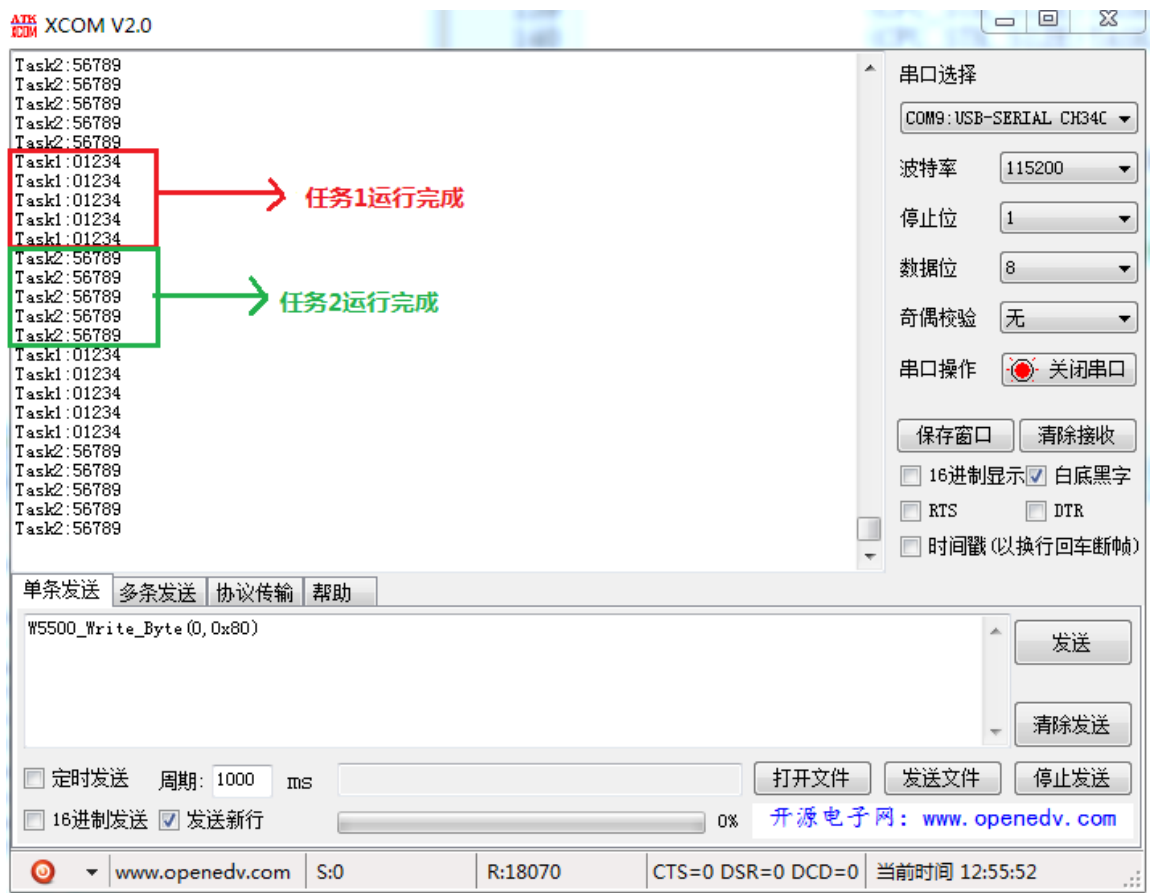 ATK
XCOM
XCOM V2.0
Task2:56789
Task2:56789
Task2:56789
Task2:56789
Task2:56789
Task1:01234
Task1:01234
Task1:01234
Task1:01234
Task1:01234
Task2:56789
Task2:56789
Task2:56789
Task2:56789
Task2:56789
Task1:01234
Task1:01234
Task1:01234
Task1:01234
Task1:01234
Task2:56789
Task2:56789
Task2:56789
Task2:56789
Task2:56789
任务1运行完成
任务2运行完成
串口选择
COM9:USB-SERIAL CH34
波特率 115200
停止位 1
数据位 8
奇偶校验 无
串口操作 关闭串口
保存窗口 清除接收
16进制显示 白底黑字
RTS DTR
时间戳(以换行回车断帧)
单条发送 多条发送 协议传输 帮助
W5500_Write_Byte(0,0x80)
发送
清除发送
定时发送 周期: 1000 ms 打开文件 发送文件 停止发送
16进制发送 发送新行 0% 开源电子网: www.openedv.com
www.openedv.com S:0 R:18070 CTS=0 DSR=0 DCD=0 当前时间 12:55:52